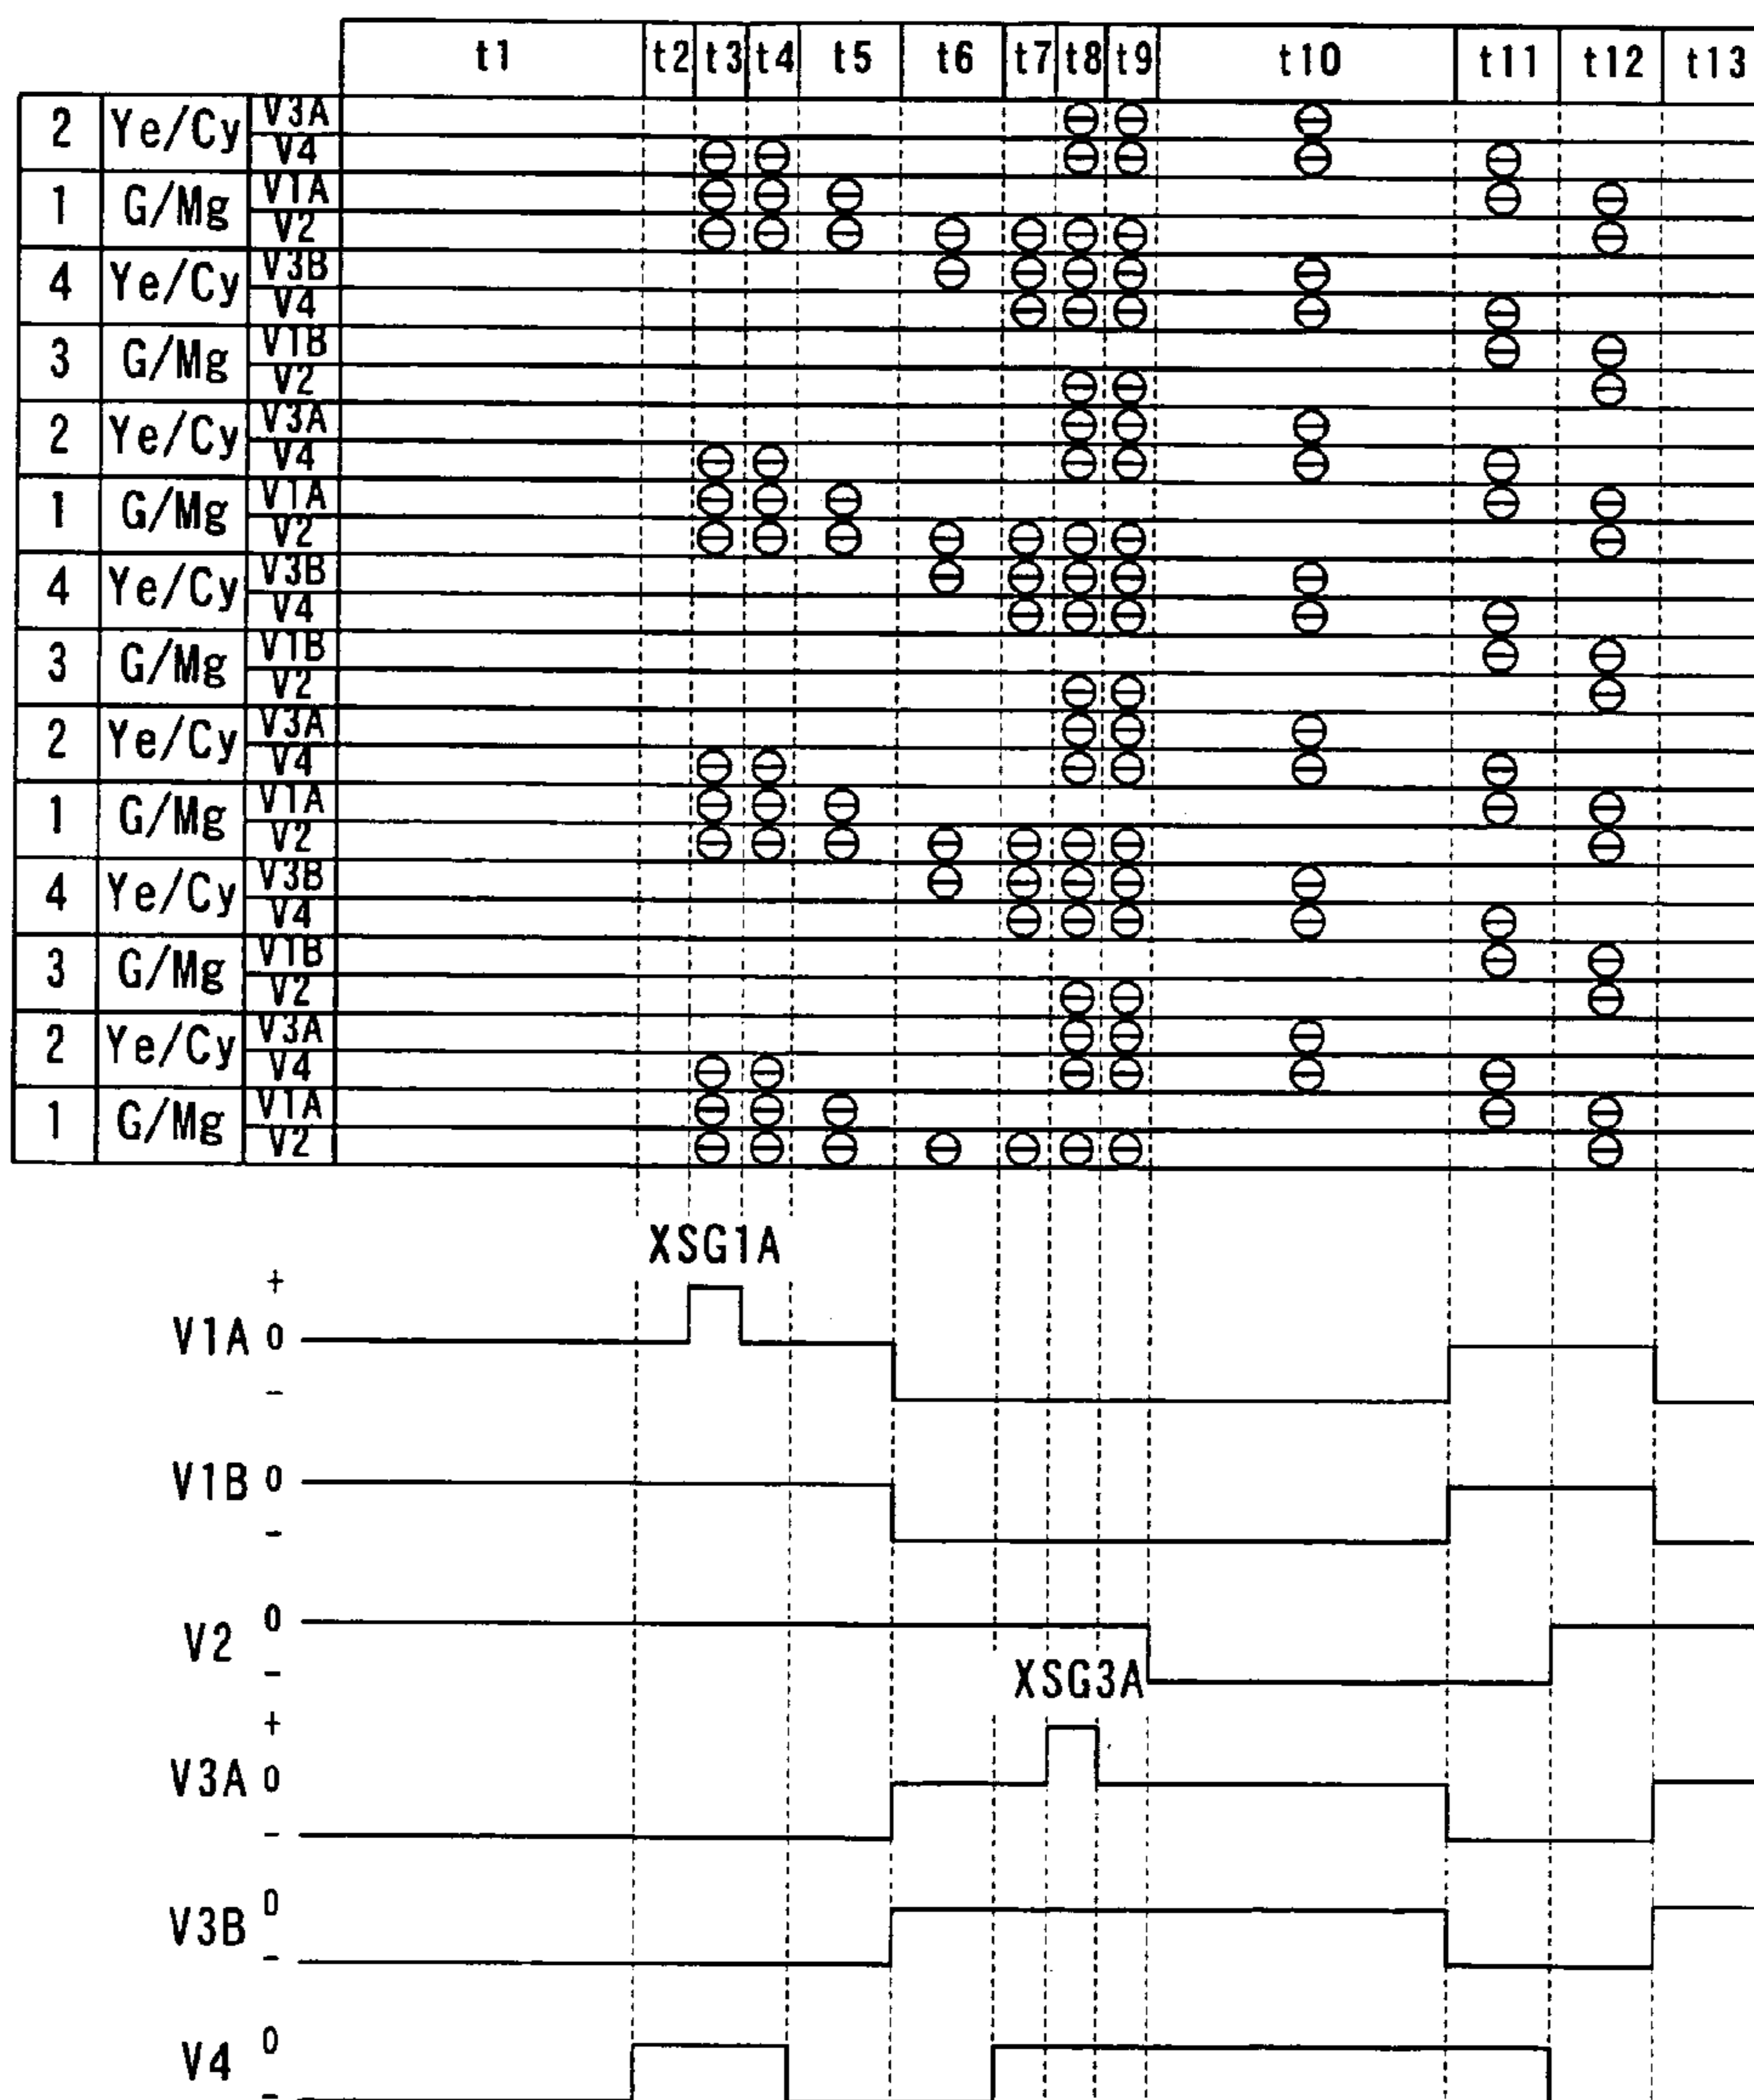 t1 t2 t3 t4 t5 t6 t7 t8 t9 t10 t11 t12 t13
2 Ye/Cy V3A
V4
1 G/Mg V1A
V2
4 Ye/Cy V3B
V4
3 G/Mg V1B
V2
2 Ye/Cy V3A
V4
1 G/Mg V1A
V2
4 Ye/Cy V3B
V4
3 G/Mg V1B
V2
2 Ye/Cy V3A
V4
1 G/Mg V1A
V2
4 Ye/Cy V3B
V4
3 G/Mg V1B
V2
2 Ye/Cy V3A
V4
1 G/Mg V1A
V2
XSG1A
+
V1A 0
-
V1B 0
-
V2 0
-
XSG3A
+
V3A 0
-
V3B 0
-
V4 0
-